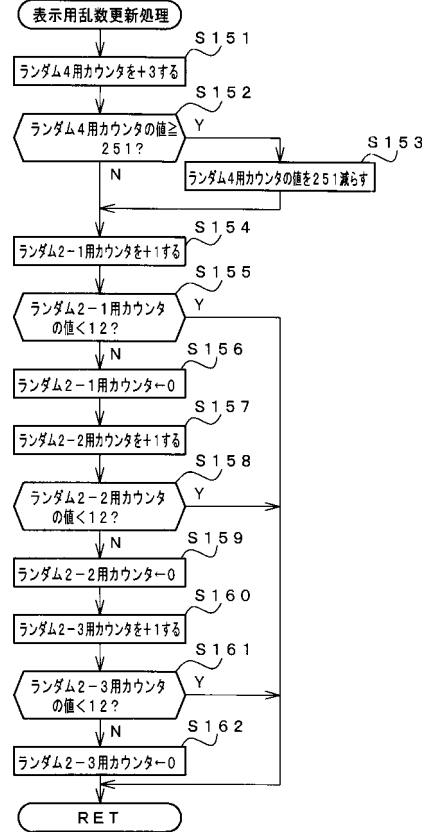 表示用乱数更新処理
S151
ランダム4用カウンタを+3する
S152
ランダム4用カウンタの値≧
251?
Y
N
S153
ランダム4用カウンタの値を251減らす
S154
ランダム2-1用カウンタを+1する
S155
ランダム2-1用カウンタ
の値<12?
Y
N
S156
ランダム2-1用カウンタ←0
S157
ランダム2-2用カウンタを+1する
S158
ランダム2-2用カウンタ
の値<12?
Y
N
S159
ランダム2-2用カウンタ←0
S160
ランダム2-3用カウンタを+1する
S161
ランダム2-3用カウンタ
の値<12?
Y
N
S162
ランダム2-3用カウンタ←0
RET